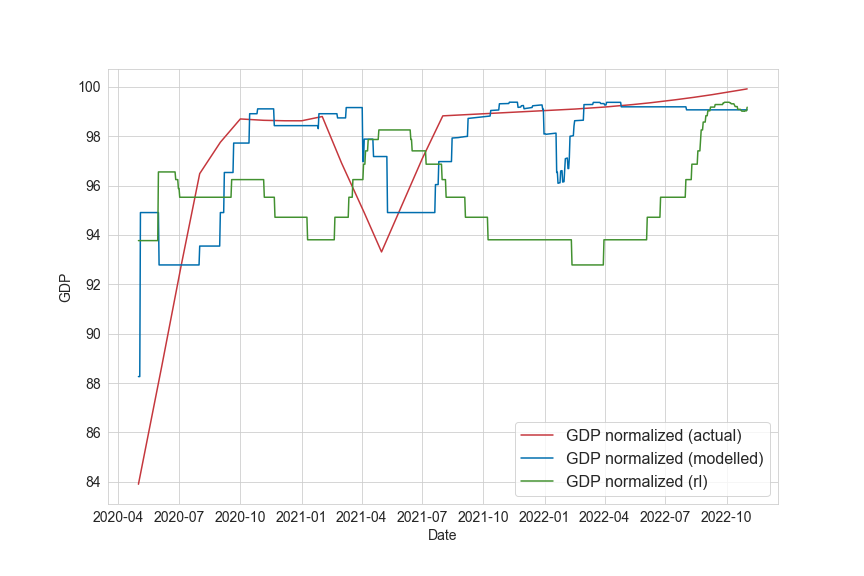 100
98
96
94
92
90
88
86
84
GDP
GDP normalized (actual)
GDP normalized (modelled)
GDP normalized (rl)
2020-04 2020-07 2020-10 2021-01 2021-04 2021-07 2021-10 2022-01 2022-04 2022-07 2022-10
Date